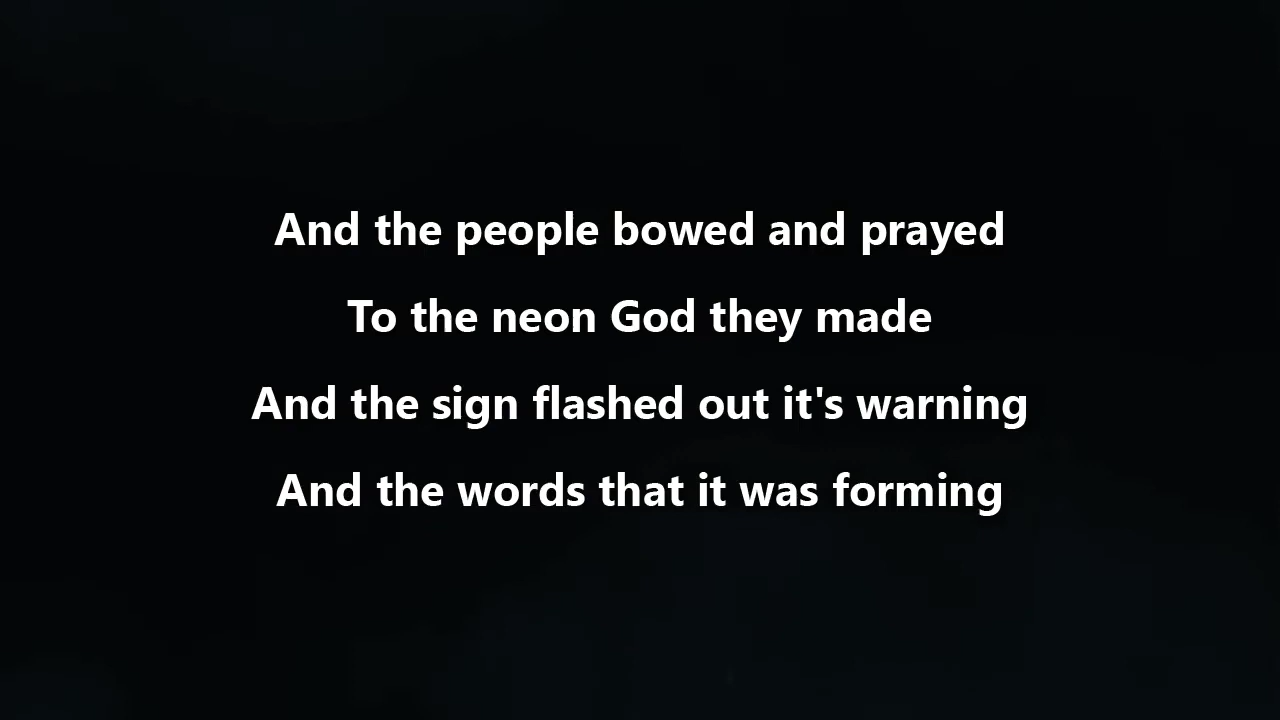 And the people bowed and prayed
To the neon God they made
And the sign flashed out it's warning
And the words that it was forming